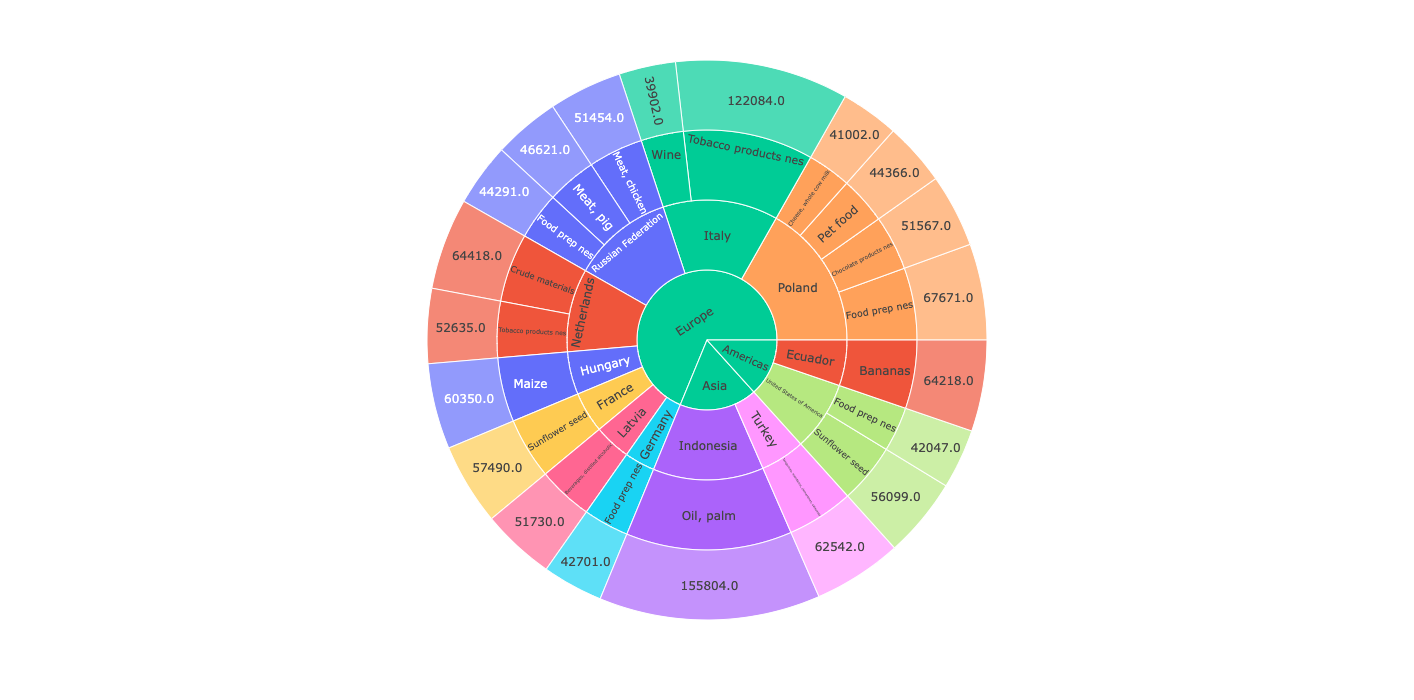 Europe
Italy
Tobacco products nes
122084.0
Wine
39902.0
Poland
Cheese, whole cow milk
41002.0
Pet food
44366.0
Chocolate products nes
51567.0
Food prep nes
67671.0
Russian Federation
Meat, chicken
51454.0
Meat, pig
46621.0
Food prep nes
44291.0
Netherlands
Crude materials
64418.0
Tobacco products nes
52635.0
Hungary
Maize
60350.0
France
Sunflower seed
57490.0
Latvia
Beverages, distilled alcoholic
51730.0
Germany
Food prep nes
42701.0
Asia
Indonesia
Oil, palm
155804.0
Turkey
62542.0
Americas
Ecuador
Bananas
64218.0
United States of America
Food prep nes
42047.0
Sunflower seed
56099.0